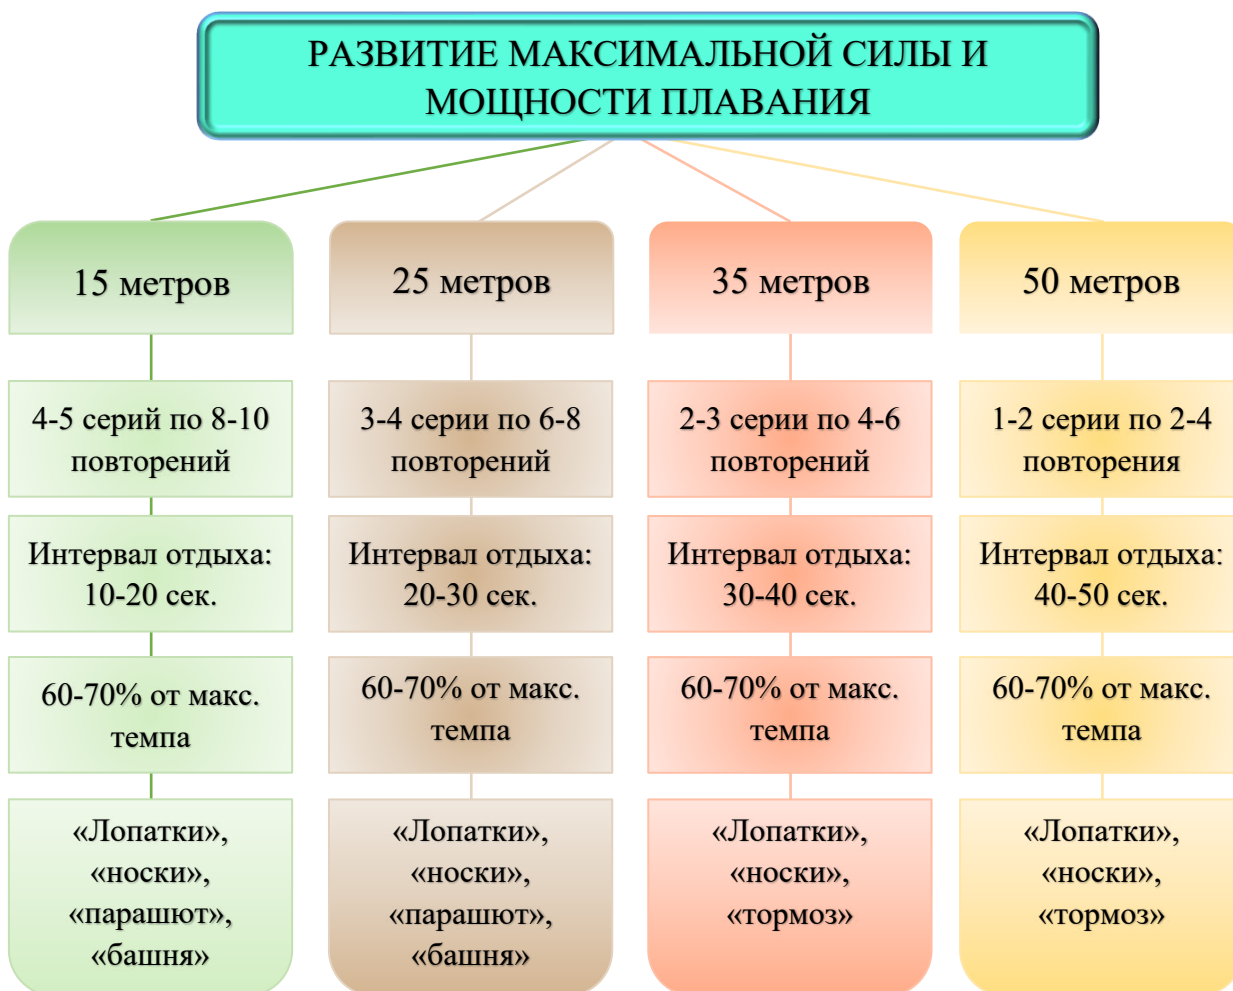 РАЗВИТИЕ МАКСИМАЛЬНОЙ СИЛЫ И
МОЩНОСТИ ПЛАВАНИЯ
15 метров
4-5 серий по 8-10
повторений
Интервал отдыха:
10-20 сек.
60-70% от макс.
темпа
«Лопатки»,
«носки»,
«парашют»,
«башня»
25 метров
3-4 серии по 6-8
повторений
Интервал отдыха:
20-30 сек.
60-70% от макс.
темпа
«Лопатки»,
«носки»,
«парашют»,
«башня»
35 метров
2-3 серии по 4-6
повторений
Интервал отдыха:
30-40 сек.
60-70% от макс.
темпа
«Лопатки»,
«носки»,
«тормоз»
50 метров
1-2 серии по 2-4
повторения
Интервал отдыха:
40-50 сек.
60-70% от макс.
темпа
«Лопатки»,
«носки»,
«тормоз»